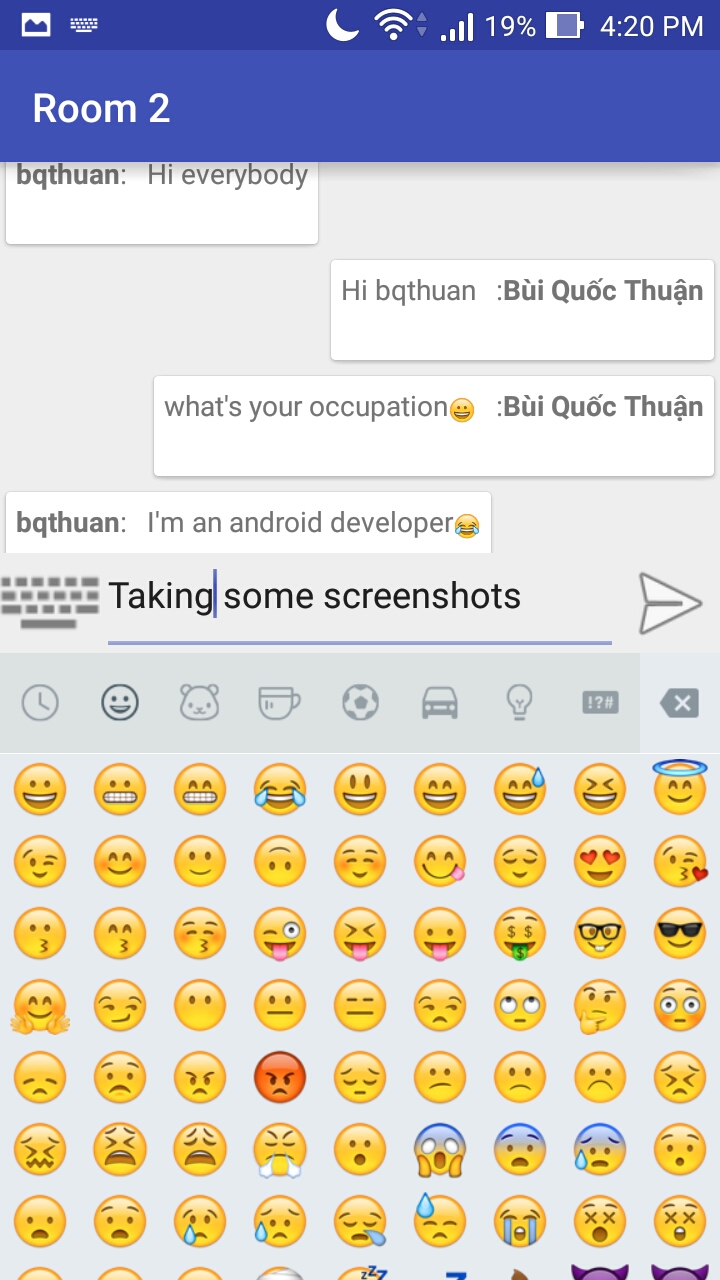 19% 4:20 PM
Room 2
bqthuan: Hi everybody
Hi bqthuan :Bùi Quốc Thuận
what's your occupation😀 :Bùi Quốc Thuận
bqthuan: I'm an android developer😂
Taking some screenshots
!?#